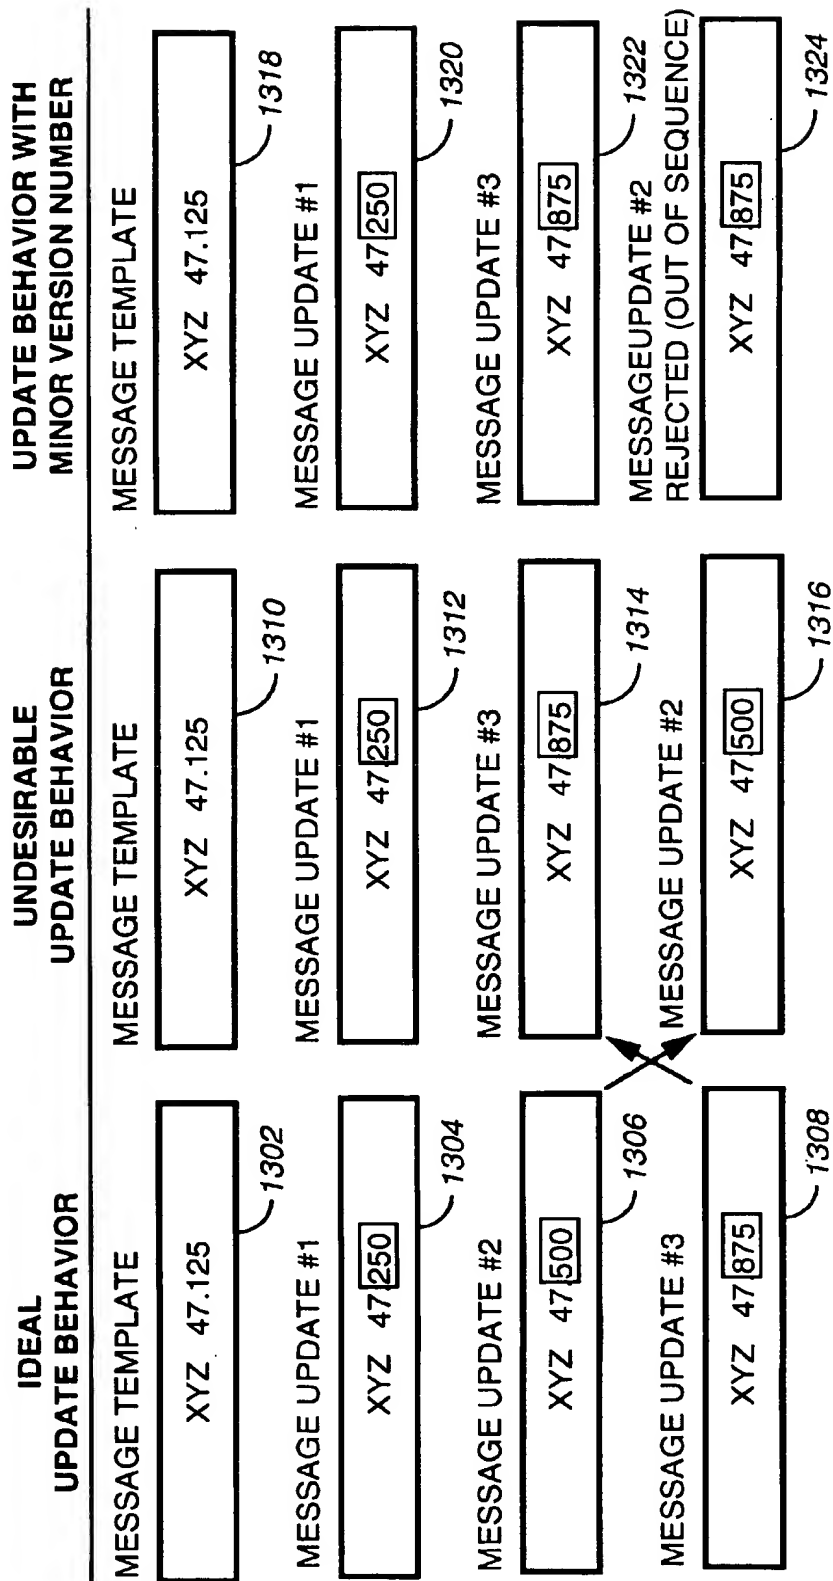 IDEAL
UPDATE BEHAVIOR
MESSAGE TEMPLATE
XYZ 47.125
1302
MESSAGE UPDATE #1
XYZ 47.250
1304
MESSAGE UPDATE #2
XYZ 47.500
1306
MESSAGE UPDATE #3
XYZ 47.875
1308
UNDESIRABLE
UPDATE BEHAVIOR
MESSAGE TEMPLATE
XYZ 47.125
1310
MESSAGE UPDATE #1
XYZ 47.250
1312
MESSAGE UPDATE #3
XYZ 47.875
1314
MESSAGE UPDATE #2
XYZ 47.500
1316
UPDATE BEHAVIOR WITH
MINOR VERSION NUMBER
MESSAGE TEMPLATE
XYZ 47.125
1318
MESSAGE UPDATE #1
XYZ 47.250
1320
MESSAGE UPDATE #3
XYZ 47.875
1322
MESSAGEUPDATE #2
REJECTED (OUT OF SEQUENCE)
XYZ 47.875
1324